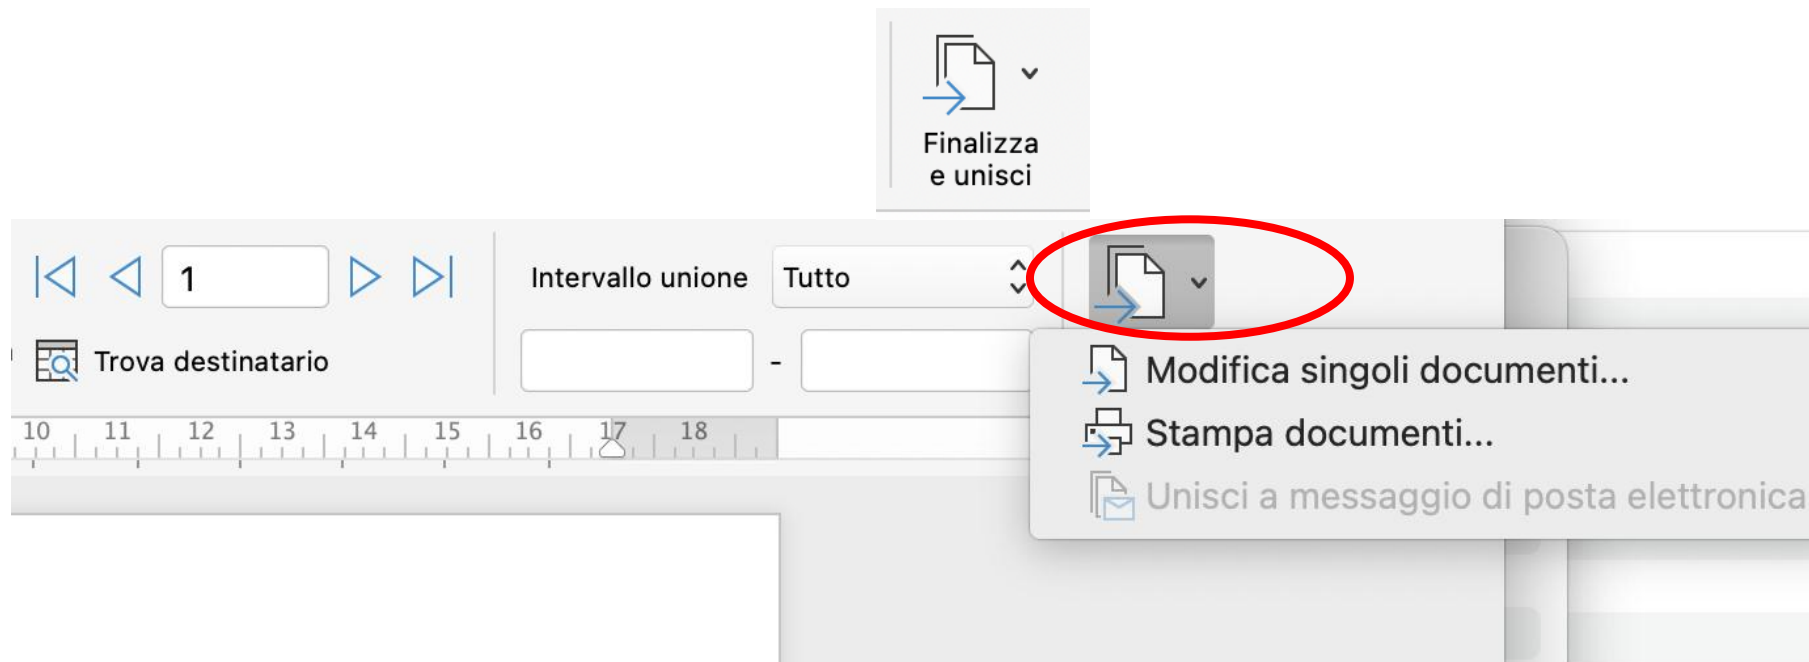 Finalizza
e unisci
1
Intervallo unione
Tutto
Trova destinatario
-
10 11 12 13 14 15 16 17 18
Modifica singoli documenti...
Stampa documenti...
Unisci a messaggio di posta elettronica